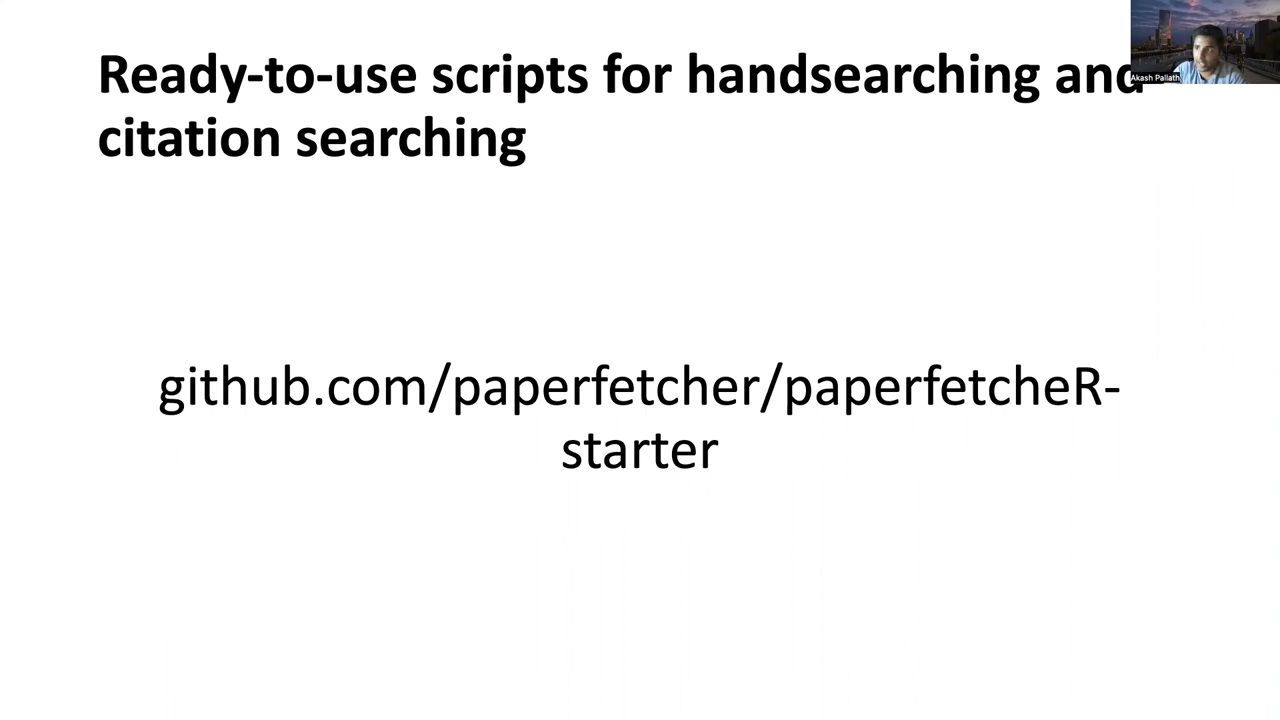 Ready-to-use scripts for handsearching and
citation searching
Akash Pallath
github.com/paperfetcher/paperfetcheR-
starter